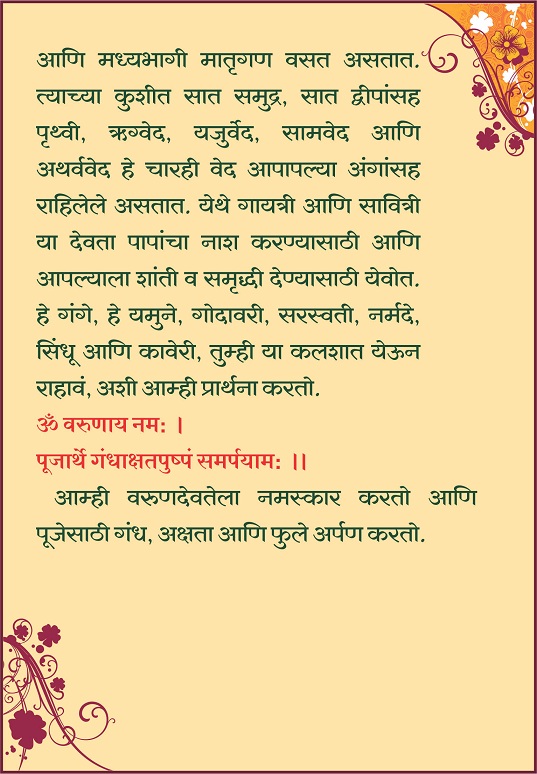 आणि मध्यभागी मातृगण वसत असतात.
त्याच्या कुशीत सात समुद्र, सात द्वीपांसह
पृथ्वी, ऋग्वेद, यजुर्वेद, सामवेद आणि
अथर्ववेद हे चारही वेद आपापल्या अंगांसह
राहिलेले असतात. येथे गायत्री आणि सावित्री
या देवता पापांचा नाश करण्यासाठी आणि
आपल्याला शांती व समृद्धी देण्यासाठी येवोत.
हे गंगे, हे यमुने, गोदावरी, सरस्वती, नर्मदे,
सिंधू आणि कावेरी, तुम्ही या कलशात येऊन
राहावं, अशी आम्ही प्रार्थना करतो.
ॐ वरुणाय नमः ।
पूजार्थे गंधाक्षतपुष्पं समर्पयामः ।।
आम्ही वरुणदेवतेला नमस्कार करतो आणि
पूजेसाठी गंध, अक्षता आणि फुले अर्पण करतो.